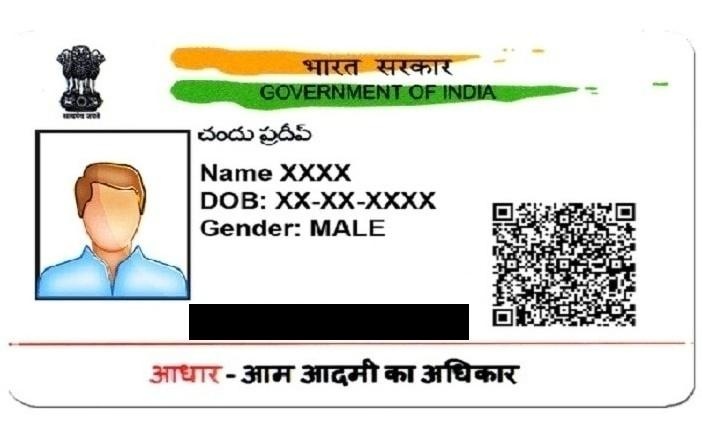 भारत सरकार
GOVERNMENT OF INDIA
सत्यमेव जयते
చందు ప్రదీప్
Name XXXX
DOB: XX-XX-XXXX
Gender: MALE
आधार - आम आदमी का अधिकार